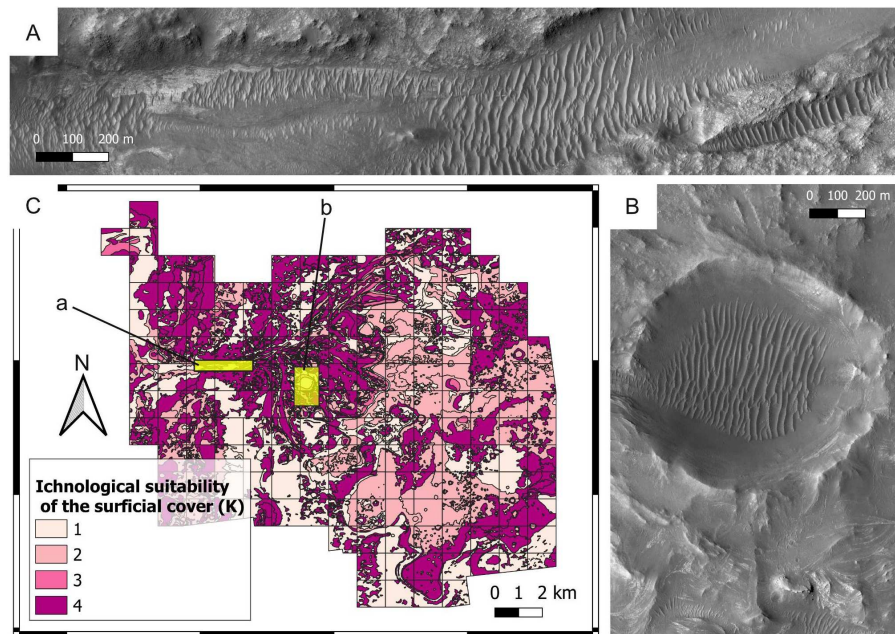 A
0 100 200 m
C
b
a
N
Ichnological suitability
of the surficial cover (K)
1
2
3
4
0 1 2 km
B
0 100 200 m